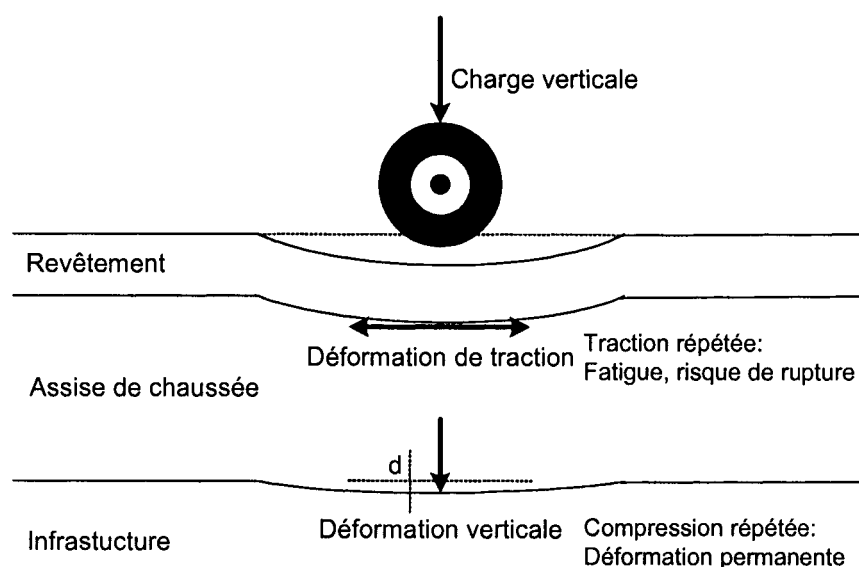 Charge verticale
Revêtement
Déformation de traction
Traction répétée:
Fatigue, risque de rupture
Assise de chaussée
d
Déformation verticale
Compression répétée:
Déformation permanente
Infrastucture